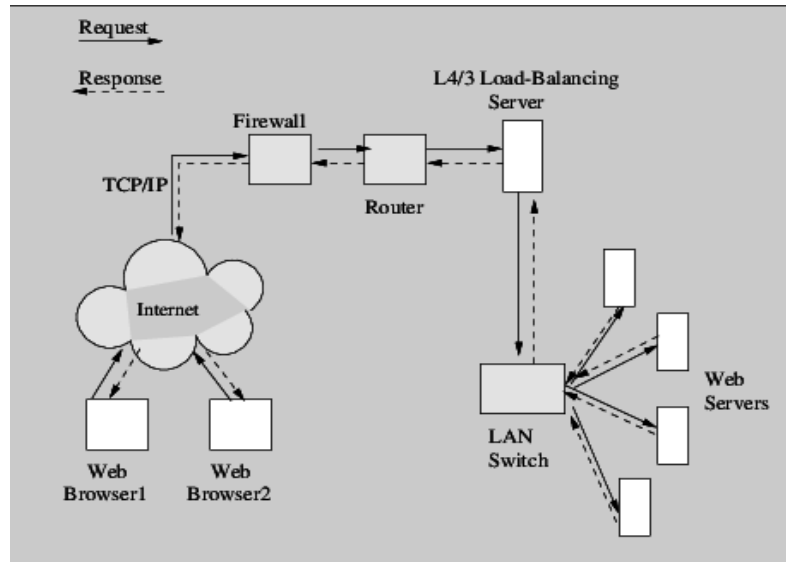 Request
Response
L4/3 Load-Balancing
Server
Firewall
TCP/IP
Router
Internet
Web
Servers
LAN
Switch
Web
Browser1
Web
Browser2